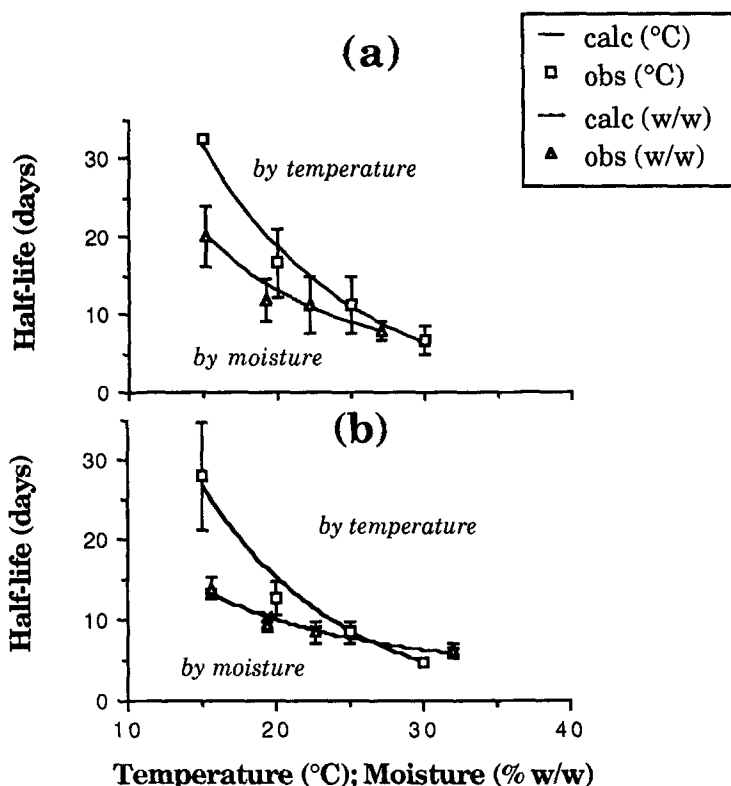 (a)
calc (°C)
obs (°C)
calc (w/w)
obs (w/w)
Half-life (days)
30
20
10
0
by temperature
by moisture
(b)
Half-life (days)
30
20
10
0
by temperature
by moisture
10 20 30 40
Temperature (°C); Moisture (% w/w)